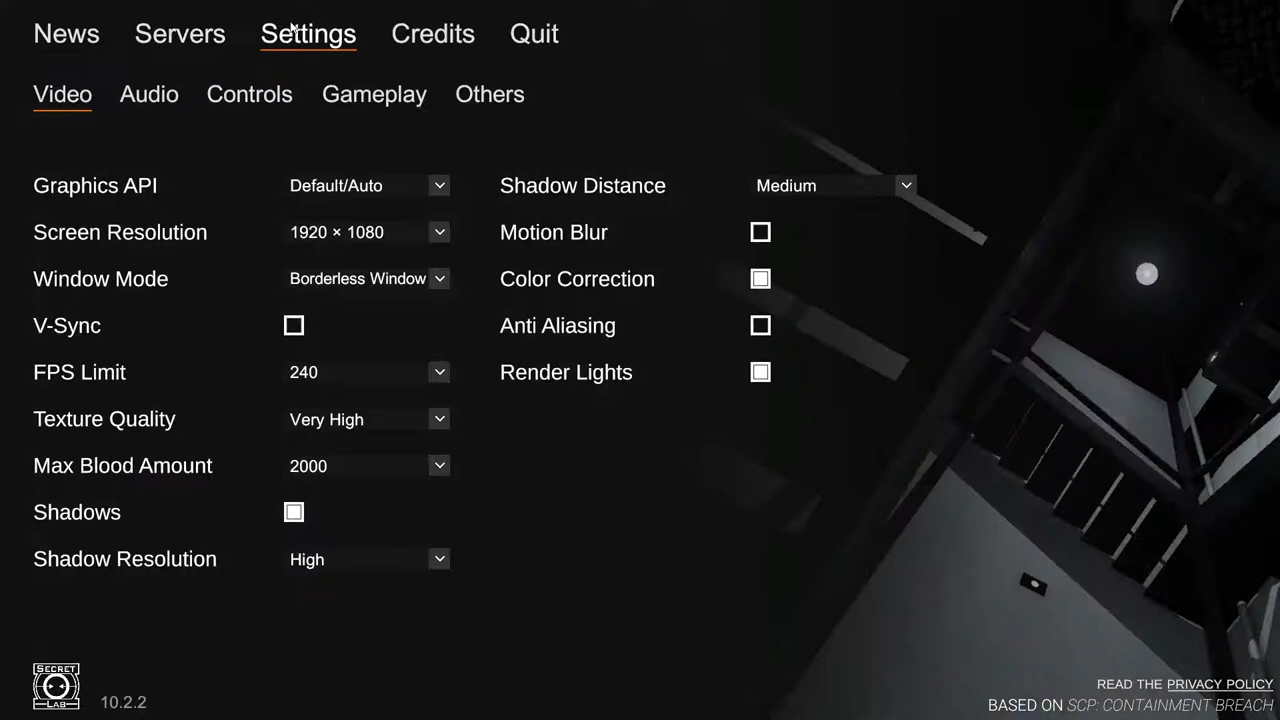 News Servers Settings Credits Quit
Video Audio Controls Gameplay Others
Graphics API Default/Auto Shadow Distance Medium
Screen Resolution 1920 × 1080 Motion Blur
Window Mode Borderless Window Color Correction
V-Sync Anti Aliasing
FPS Limit 240 Render Lights
Texture Quality Very High
Max Blood Amount 2000
Shadows
Shadow Resolution High
SECRET
LAB
10.2.2
READ THE PRIVACY POLICY
BASED ON SCP: CONTAINMENT BREACH